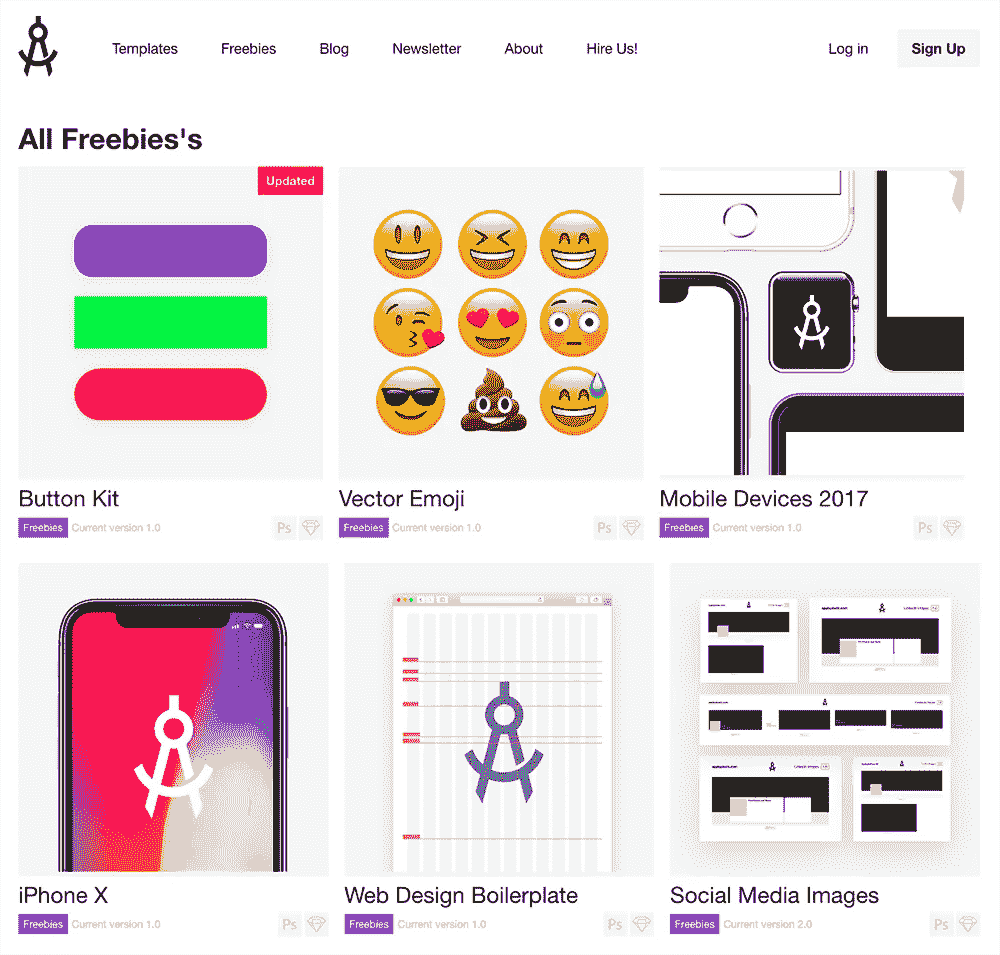 Templates Freebies Blog Newsletter About Hire Us! Log in Sign Up
All Freebies's
Updated
Button Kit
Freebies Current version 1.0 Ps
Vector Emoji
Freebies Current version 1.0 Ps
Mobile Devices 2017
Freebies Current version 1.0 Ps
iPhone X
Freebies Current version 1.0 Ps
Web Design Boilerplate
Freebies Current version 1.0 Ps
Social Media Images
Freebies Current version 2.0 Ps